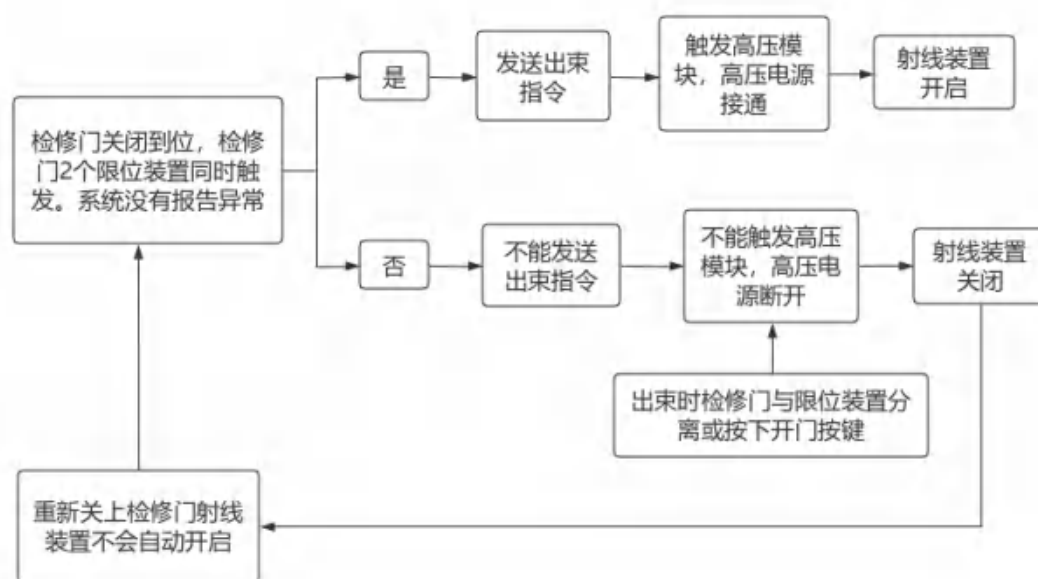 检修门关闭到位，检修
门2个限位装置同时触
发。系统没有报告异常
是
发送出束
指令
触发高压模
块，高压电源
接通
射线装置
开启
否
不能发送
出束指令
不能触发高压
模块，高压电
源断开
射线装置
关闭
出束时检修门与限位装置分
离或按下开门按键
重新关上检修门射线
装置不会自动开启